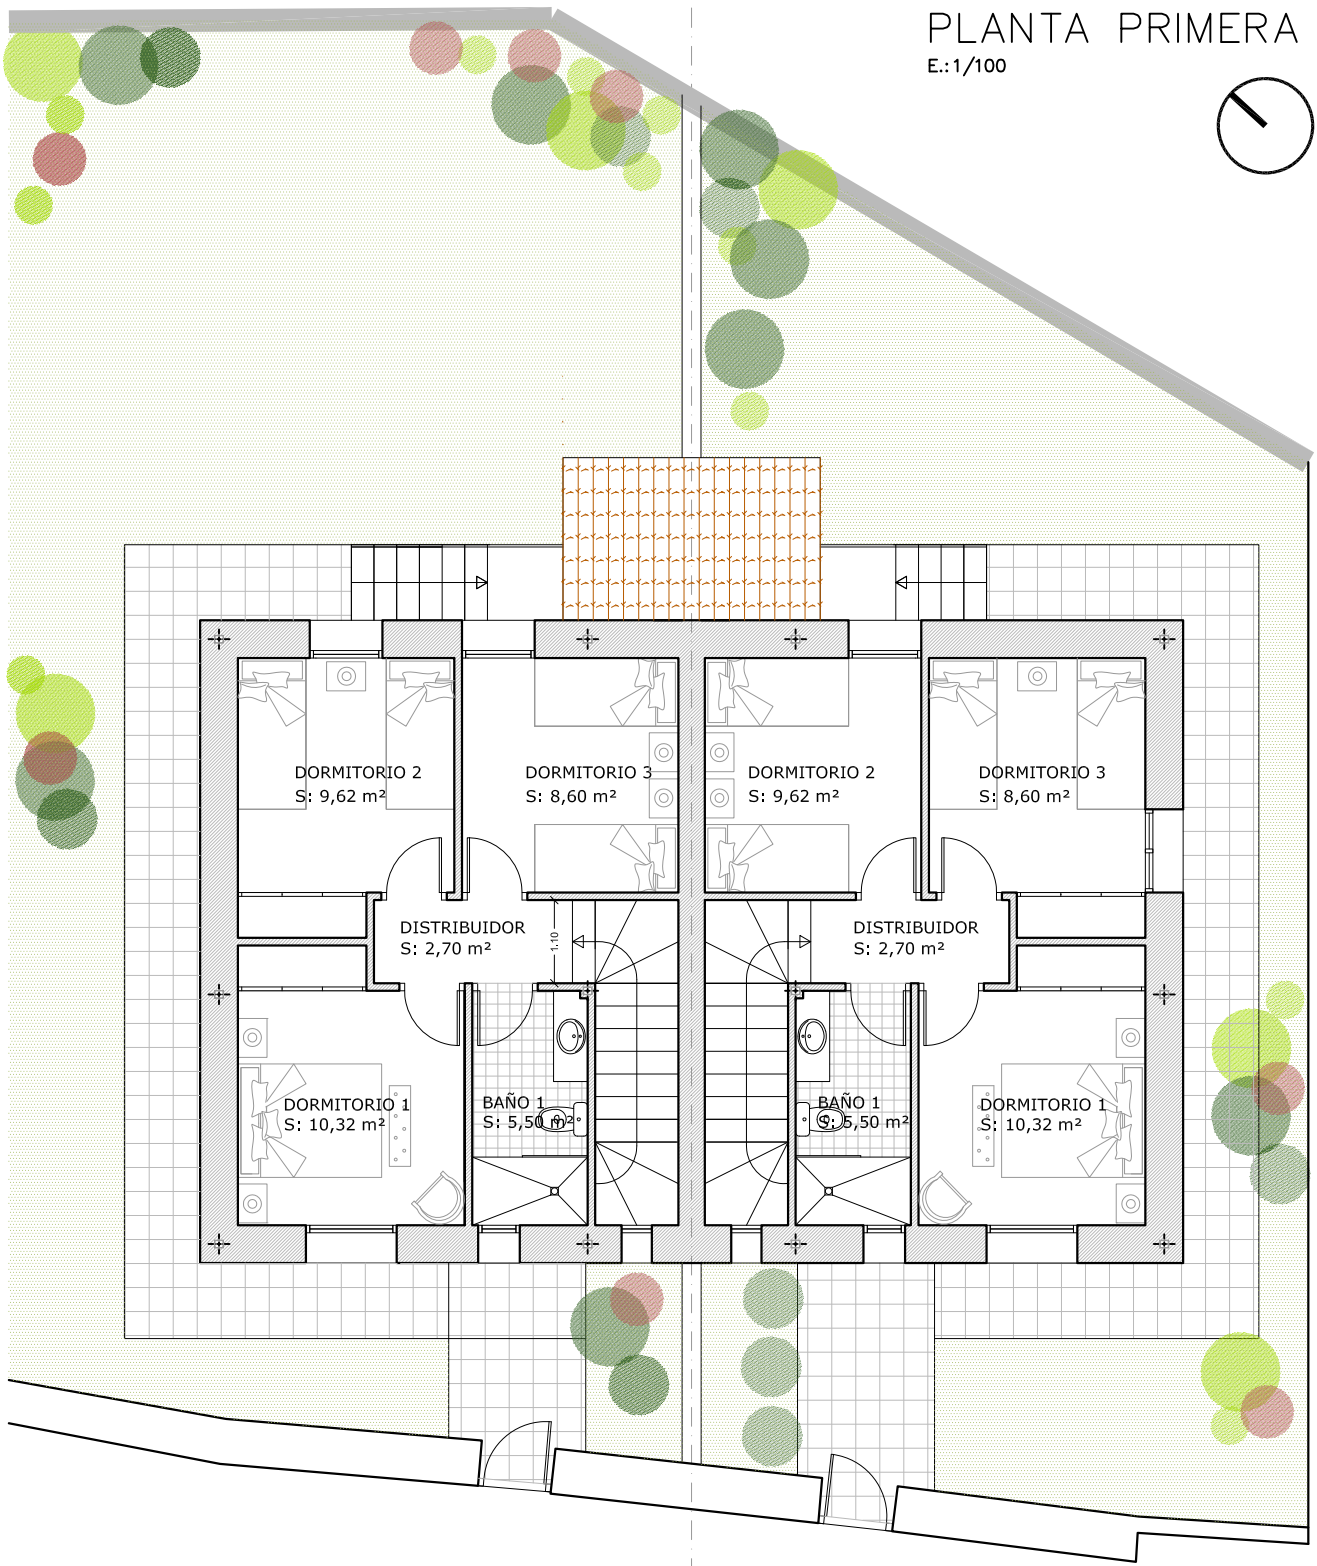 PLANTA PRIMERA
E.:1/100
DORMITORIO 2
S: 9,62 m²
DORMITORIO 3
S: 8,60 m²
DORMITORIO 2
S: 9,62 m²
DORMITORIO 3
S: 8,60 m²
DISTRIBUIDOR
S: 2,70 m²
1.10
DISTRIBUIDOR
S: 2,70 m²
DORMITORIO 1
S: 10,32 m²
BAÑO 1
S: 5,50 m²
BAÑO 1
S: 5,50 m²
DORMITORIO 1
S: 10,32 m²